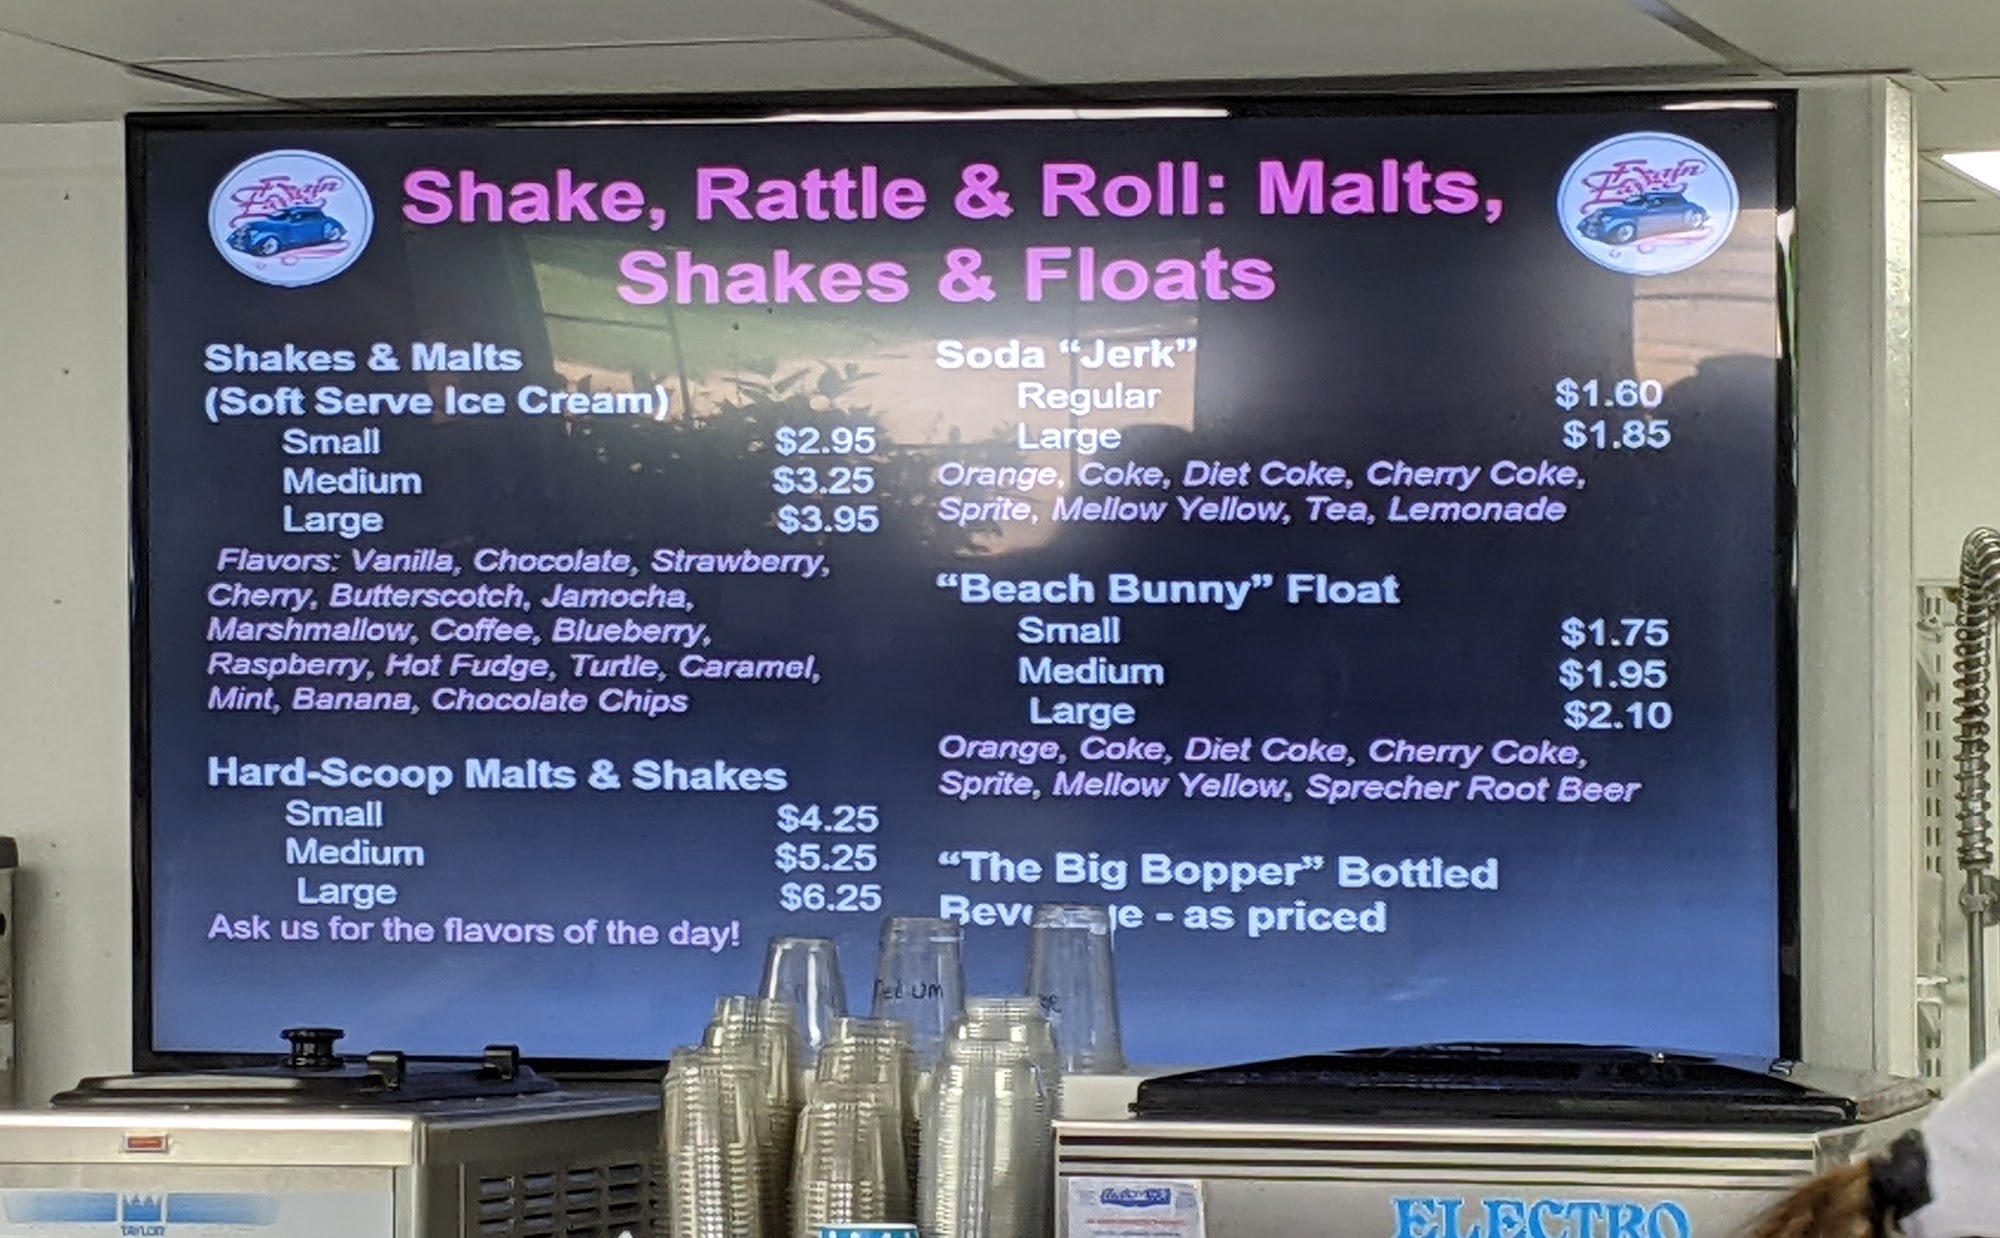 Shake, Rattle & Roll: Malts,
Shakes & Floats
Shakes & Malts
(Soft Serve Ice Cream)
Small $2.95
Medium $3.25
Large $3.95
Flavors: Vanilla, Chocolate, Strawberry,
Cherry, Butterscotch, Jamocha,
Marshmallow, Coffee, Blueberry,
Raspberry, Hot Fudge, Turtle, Caramel,
Mint, Banana, Chocolate Chips
Hard-Scoop Malts & Shakes
Small $4.25
Medium $5.25
Large $6.25
Ask us for the flavors of the day!
Soda “Jerk”
Regular $1.60
Large $1.85
Orange, Coke, Diet Coke, Cherry Coke,
Sprite, Mellow Yellow, Tea, Lemonade
“Beach Bunny” Float
Small $1.75
Medium $1.95
Large $2.10
Orange, Coke, Diet Coke, Cherry Coke,
Sprite, Mellow Yellow, Sprecher Root Beer
“The Big Bopper” Bottled
- as priced
TAYLOR
ELECTRO